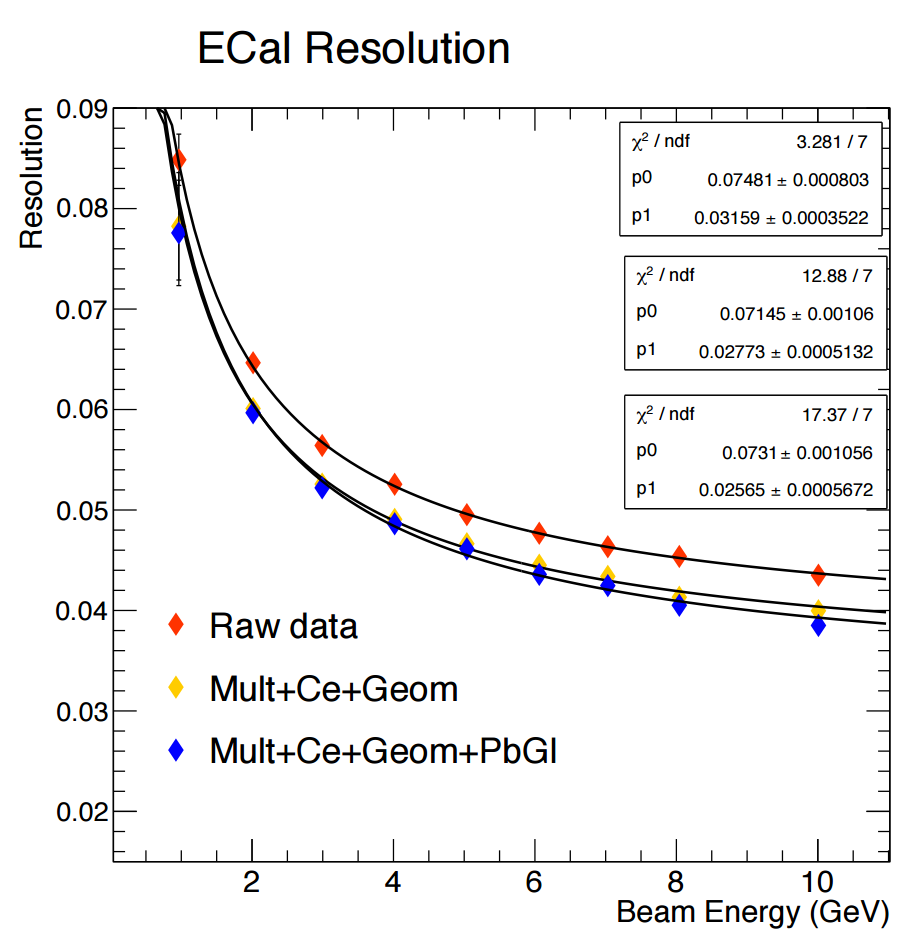 ECal Resolution
Resolution
0.09
0.08
0.07
0.06
0.05
0.04
0.03
0.02
χ² / ndf 3.281 / 7
p0 0.07481 ± 0.000803
p1 0.03159 ± 0.0003522
χ² / ndf 12.88 / 7
p0 0.07145 ± 0.00106
p1 0.02773 ± 0.0005132
χ² / ndf 17.37 / 7
p0 0.0731 ± 0.001056
p1 0.02565 ± 0.0005672
Raw data
Mult+Ce+Geom
Mult+Ce+Geom+PbGl
2 4 6 8 10
Beam Energy (GeV)